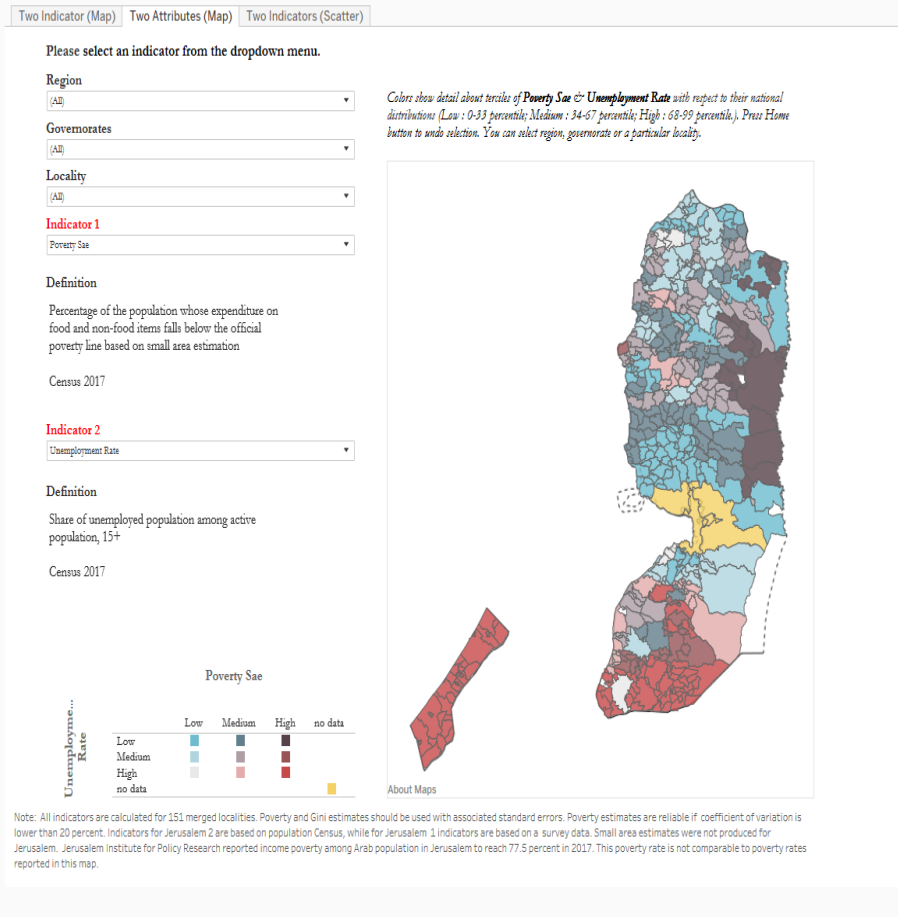 Two Indicator (Map) Two Attributes (Map) Two Indicators (Scatter)
Please select an indicator from the dropdown menu.
Region
(All)
Governorates
(All)
Locality
(All)
Indicator 1
Poverty Sae
Definition
Percentage of the population whose expenditure on
food and non-food items falls below the official
poverty line based on small area estimation
Census 2017
Indicator 2
Unemployment Rate
Definition
Share of unemployed population among active
population, 15+
Census 2017
Colors show detail about terciles of Poverty Sae & Unemployment Rate with respect to their national
distributions (Low : 0-33 percentile; Medium : 34-67 percentile; High : 68-99 percentile.). Press Home
button to undo selection. You can select region, governorate or a particular locality.
Poverty Sae
Unemployme...
Rate
Low Medium High no data
Low
Medium
High
no data
About Maps
Note: All indicators are calculated for 151 merged localities. Poverty and Gini estimates should be used with associated standard errors. Poverty estimates are reliable if coefficient of variation is
lower than 20 percent. Indicators for Jerusalem 2 are based on population Census, while for Jerusalem 1 indicators are based on a survey data. Small area estimates were not produced for
Jerusalem. Jerusalem Institute for Policy Research reported income poverty among Arab population in Jerusalem to reach 77.5 percent in 2017. This poverty rate is not comparable to poverty rates
reported in this map.